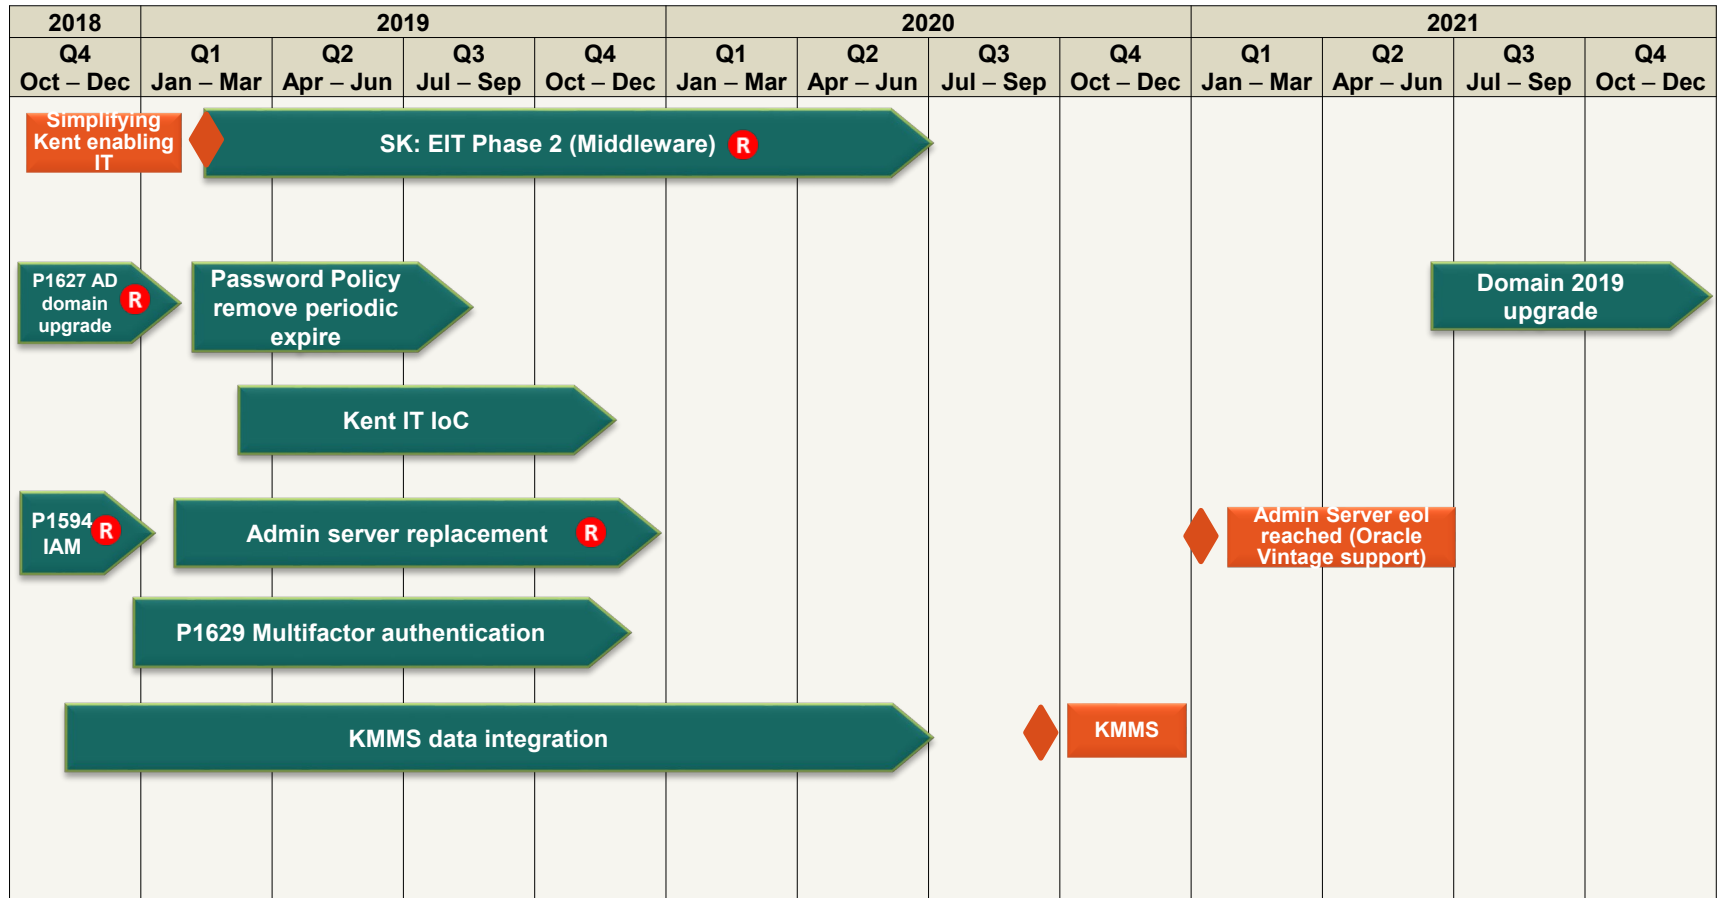 2018
2019
2020
2021
Q4
Oct – Dec
Q1
Jan – Mar
Q2
Apr – Jun
Q3
Jul – Sep
Q4
Oct – Dec
Q1
Jan – Mar
Q2
Apr – Jun
Q3
Jul – Sep
Q4
Oct – Dec
Q1
Jan – Mar
Q2
Apr – Jun
Q3
Jul – Sep
Q4
Oct – Dec
Simplifying
Kent enabling
IT
SK: EIT Phase 2 (Middleware)
R
P1627 AD
domain
upgrade
R
Password Policy
remove periodic
expire
Domain 2019
upgrade
Kent IT IoC
P1594
IAM
R
Admin server replacement
R
Admin Server eol
reached (Oracle
Vintage support)
P1629 Multifactor authentication
KMMS data integration
KMMS